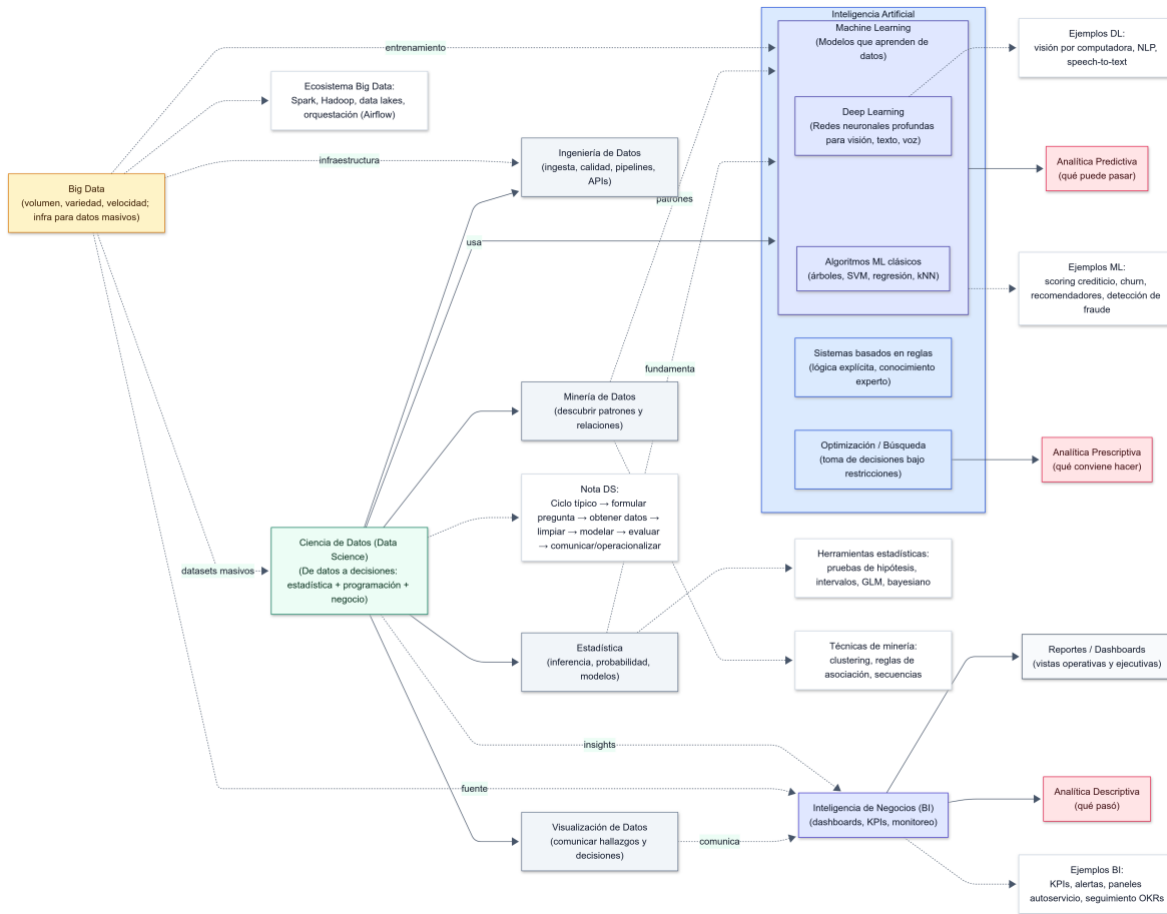 Inteligencia Artificial
Machine Learning
(Modelos que aprenden de
datos)
Ejemplos DL:
visión por computadora, NLP,
speech-to-text
entrenamiento
Ecosistema Big Data:
Spark, Hadoop, data lakes,
orquestación (Airflow)
Deep Learning
(Redes neuronales profundas
para visión, texto, voz)
infraestructura
Ingeniería de Datos
(ingesta, calidad, pipelines,
APIs)
Analítica Predictiva
(qué puede pasar)
Big Data
(volumen, variedad, velocidad;
infra para datos masivos)
patrones
usa
Algoritmos ML clásicos
(árboles, SVM, regresión, kNN)
Ejemplos ML:
scoring crediticio, churn,
recomendadores, detección de
fraude
Sistemas basados en reglas
(lógica explícita, conocimiento
experto)
fundamenta
Minería de Datos
(descubrir patrones y
relaciones)
Optimización / Búsqueda
(toma de decisiones bajo
restricciones)
Analítica Prescriptiva
(qué conviene hacer)
Nota DS:
Ciclo típico → formular
pregunta → obtener datos →
limpiar → modelar → evaluar
→ comunicar/operacionalizar
Ciencia de Datos (Data
Science)
(De datos a decisiones:
estadística + programación +
negocio)
datasets masivos
Herramientas estadísticas:
pruebas de hipótesis,
intervalos, GLM, bayesiano
Estadística
(inferencia, probabilidad,
modelos)
Técnicas de minería:
clustering, reglas de
asociación, secuencias
Reportes / Dashboards
(vistas operativas y ejecutivas)
insights
fuente
Inteligencia de Negocios (BI)
(dashboards, KPIs, monitoreo)
Analítica Descriptiva
(qué pasó)
Visualización de Datos
(comunicar hallazgos y
decisiones)
comunica
Ejemplos BI:
KPIs, alertas, paneles
autoservicio, seguimiento OKRs